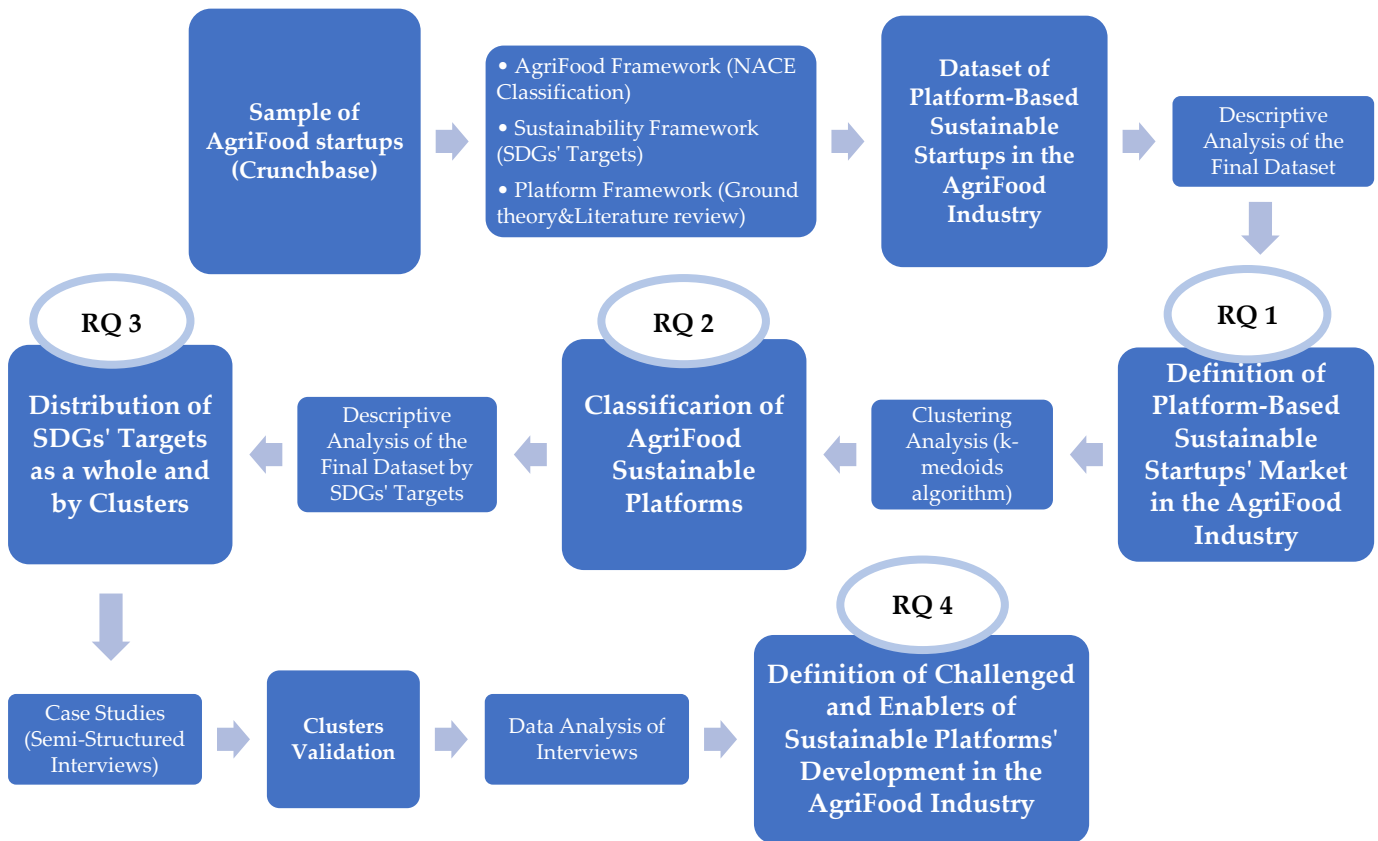 Sample of
AgriFood startups
(Crunchbase)
• AgriFood Framework (NACE
Classification)
• Sustainability Framework
(SDGs' Targets)
• Platform Framework (Ground
theory&Literature review)
Dataset of
Platform-Based
Sustainable
Startups in the
AgriFood
Industry
Descriptive
Analysis of the
Final Dataset
RQ 1
Definition of
Platform-Based
Sustainable
Startups' Market
in the AgriFood
Industry
Clustering
Analysis (k-
medoids
algorithm)
RQ 2
Classificarion of
AgriFood
Sustainable
Platforms
Descriptive
Analysis of the
Final Dataset by
SDGs' Targets
RQ 3
Distribution of
SDGs' Targets
as a whole and
by Clusters
Case Studies
(Semi-Structured
Interviews)
Clusters
Validation
Data Analysis of
Interviews
RQ 4
Definition of Challenged
and Enablers of
Sustainable Platforms'
Development in the
AgriFood Industry